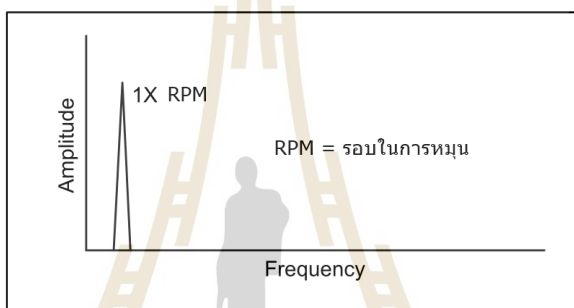 1X RPM
RPM = รอบในการหมุน
Amplitude
Frequency